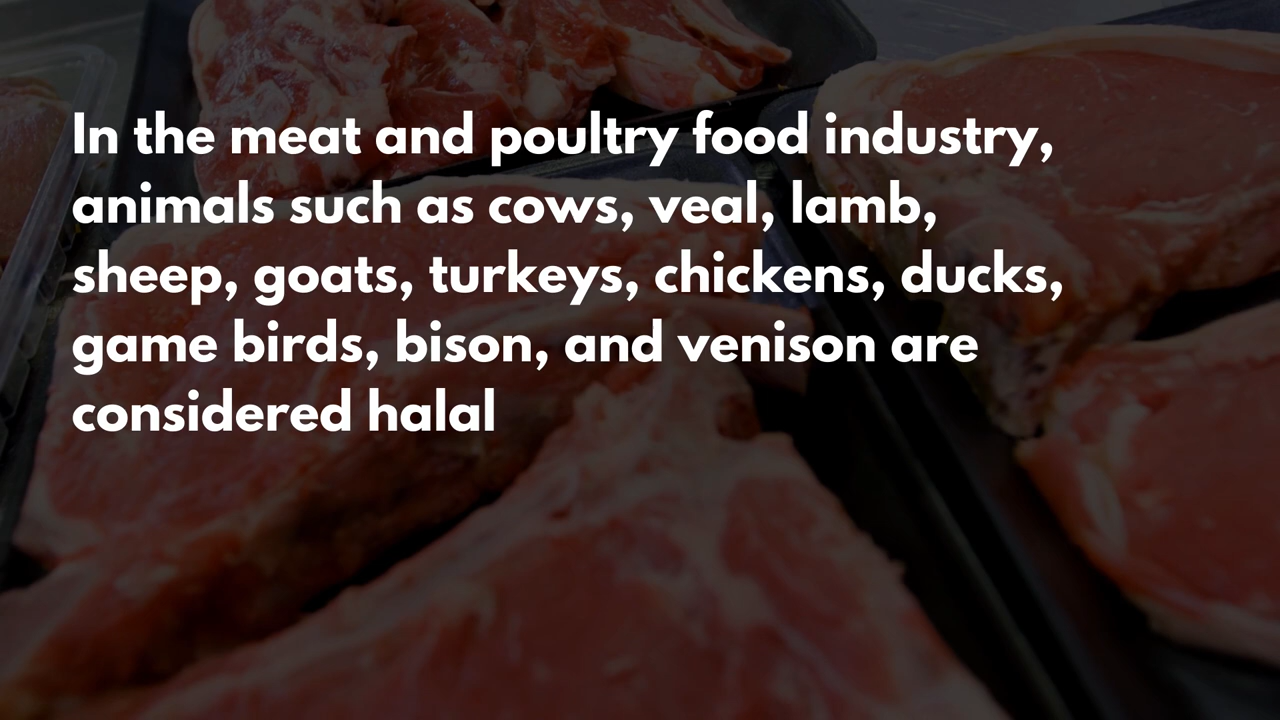 In the meat and poultry food industry,
animals such as cows, veal, lamb,
sheep, goats, turkeys, chickens, ducks,
game birds, bison, and venison are
considered halal